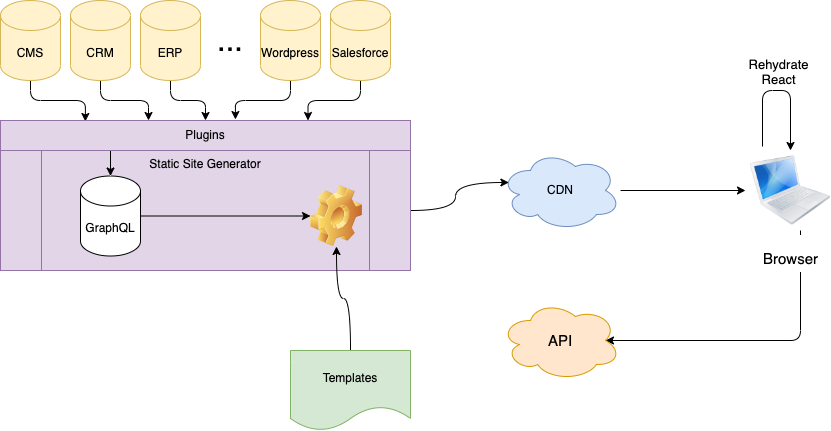 CMS
CRM
ERP
...
Wordpress
Salesforce
Rehydrate
React
Plugins
Static Site Generator
GraphQL
CDN
Browser
API
Templates